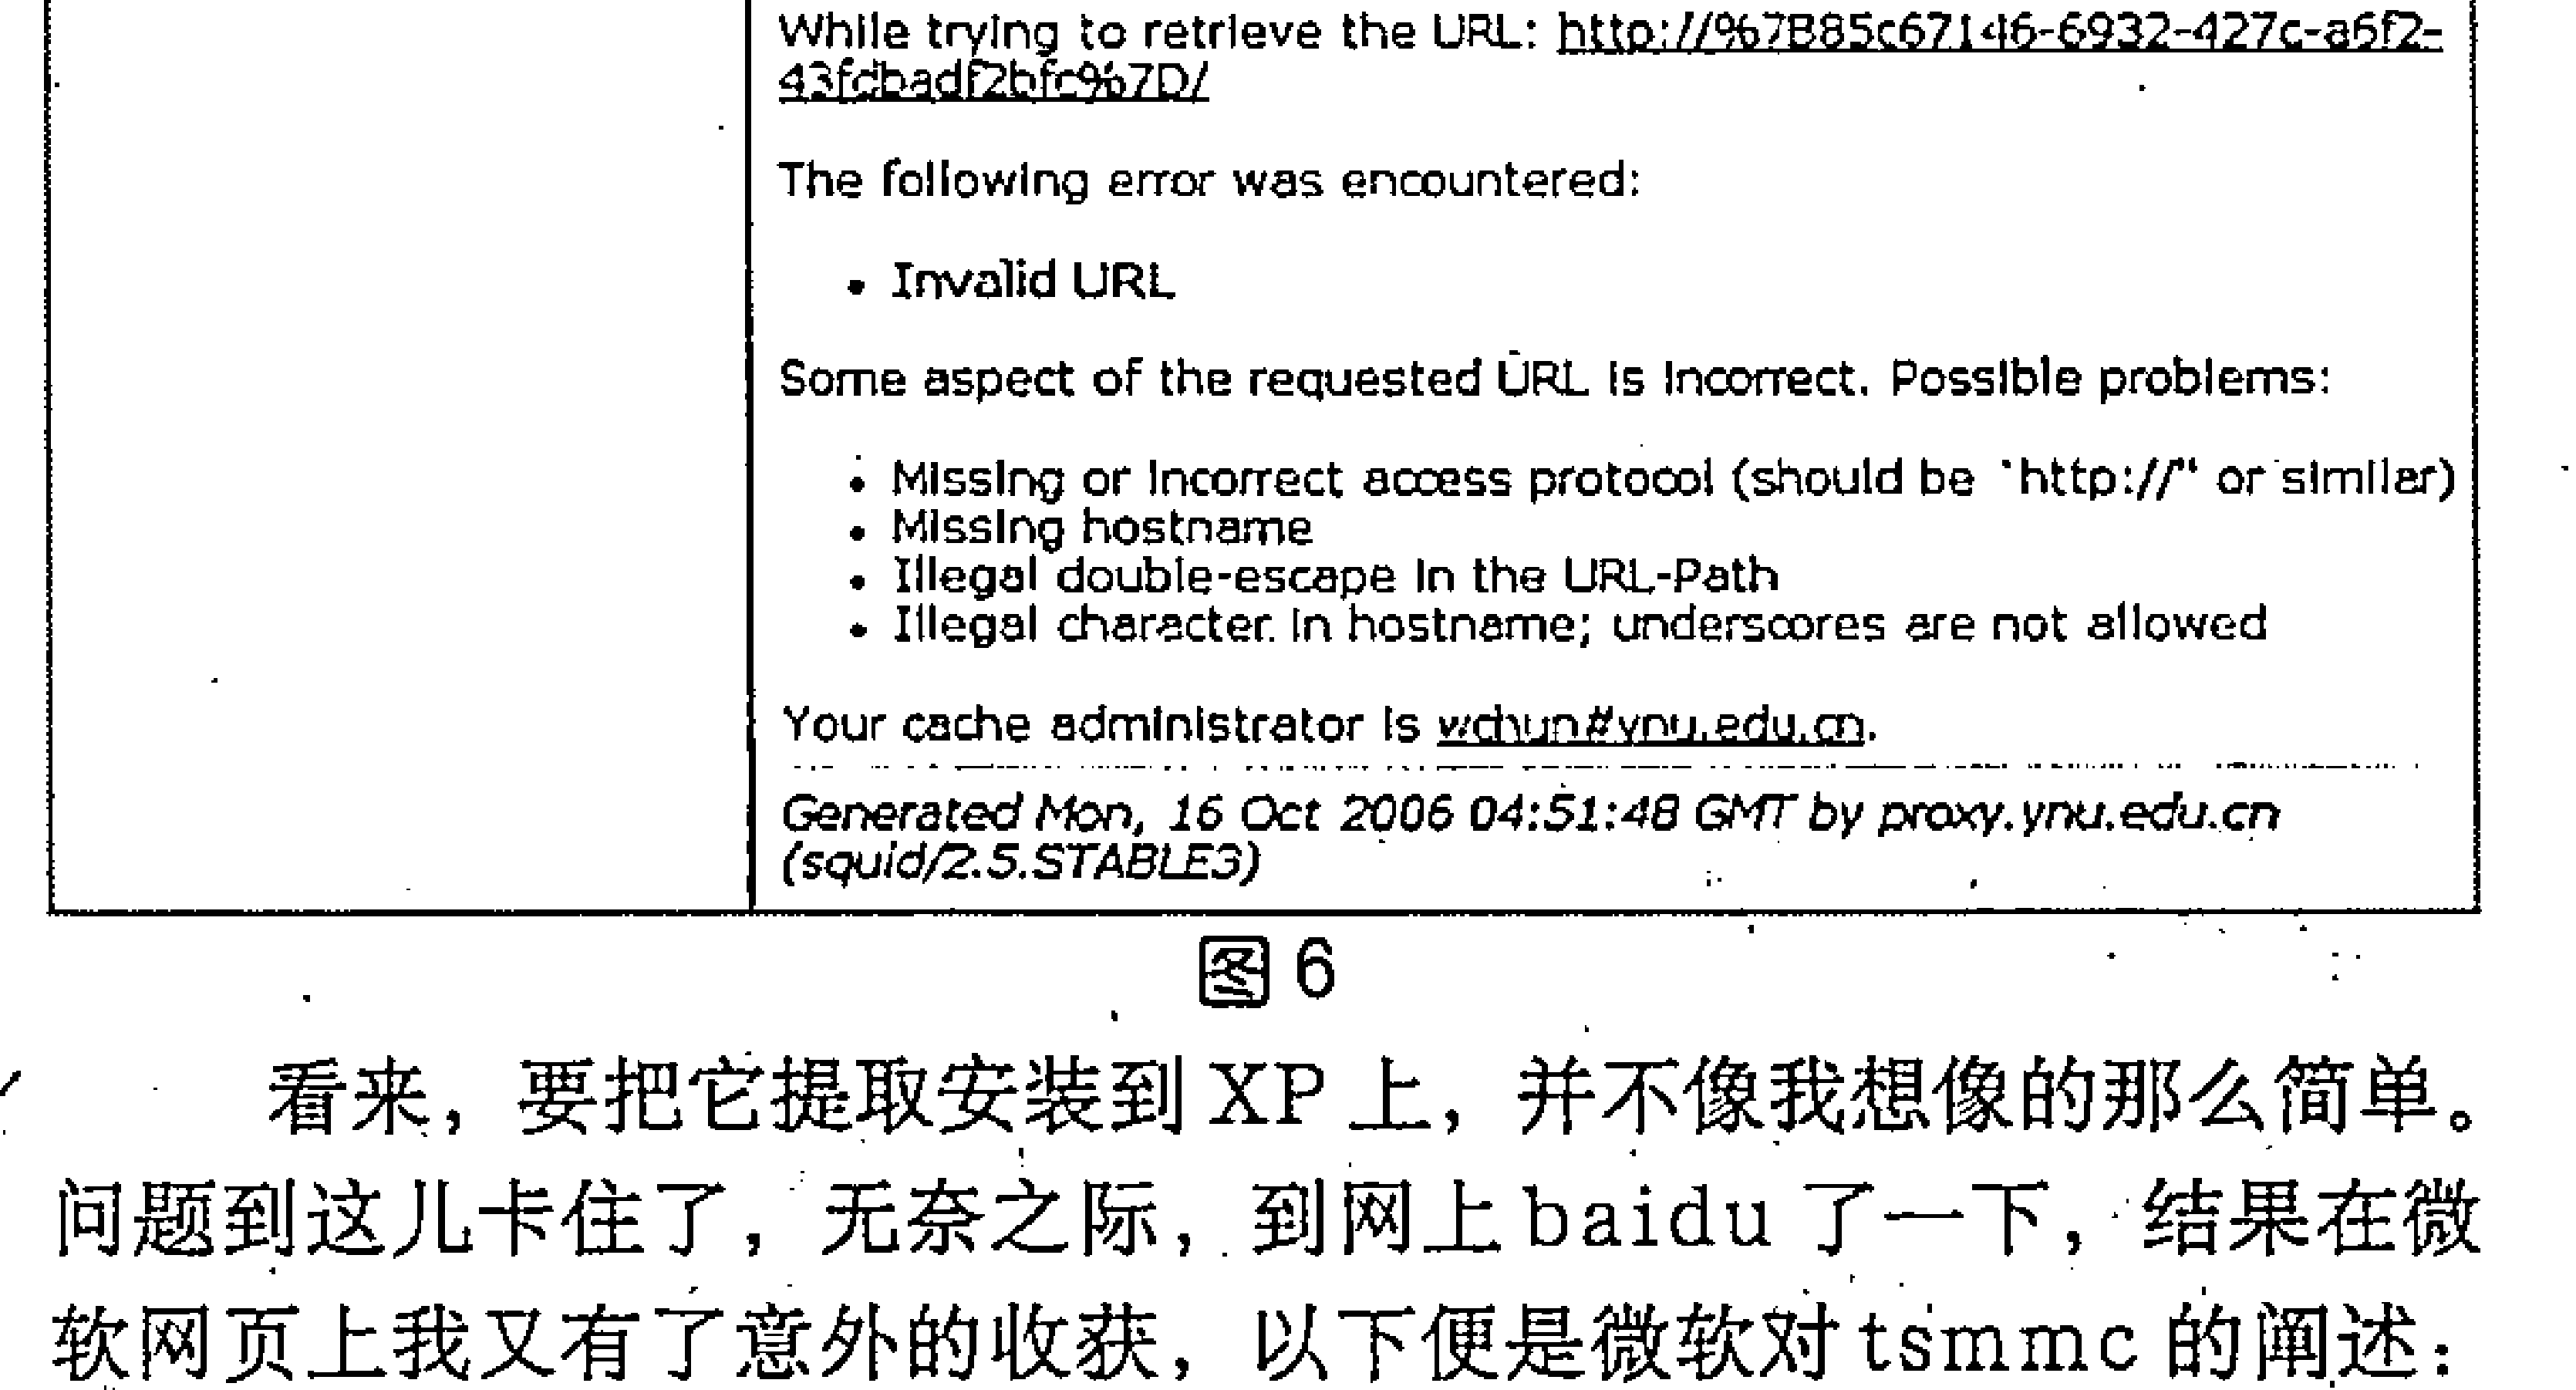 While trying to retrieve the URL: http://%7B85c67146-6932-427c-a6f2-
43fdbadf2bfc%7D/
The following error was encountered:
• Invalid URL
Some aspect of the requested URL is incorrect. Possible problems:
• Missing or incorrect access protocol (should be `http://'' or similar)
• Missing hostname
• Illegal double-escape in the URL-Path
• Illegal character in hostname; underscores are not allowed
Your cache administrator is wchun#ynu.edu.cn.
Generated Mon, 16 Oct 2006 04:51:48 GMT by proxy.ynu.edu.cn
(squid/2.5.STABLE3)
图 6
看来，要把它提取安装到 XP 上，并不像我想像的那么简单。
问题到这儿卡住了，无奈之际，到网上 baidu 了一下，结果在微
软网页上我又有了意外的收获，以下便是微软对 tsmmc 的阐述：